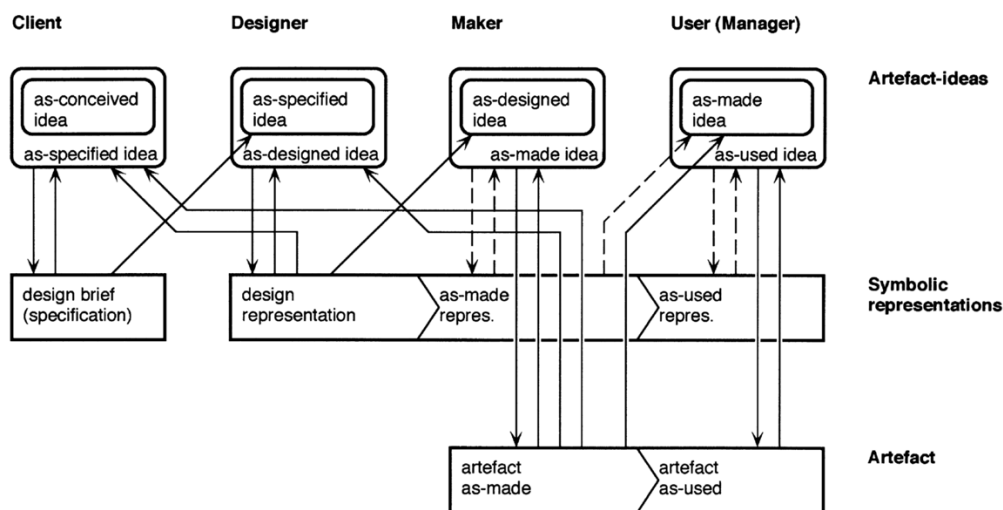 Client
Designer
Maker
User (Manager)
as-conceived
idea
as-specified idea
as-specified
idea
as-designed idea
as-designed
idea
as-made idea
as-made
idea
as-used idea
Artefact-ideas
design brief
(specification)
design
representation
as-made
repres.
as-used
repres.
Symbolic
representations
artefact
as-made
artefact
as-used
Artefact